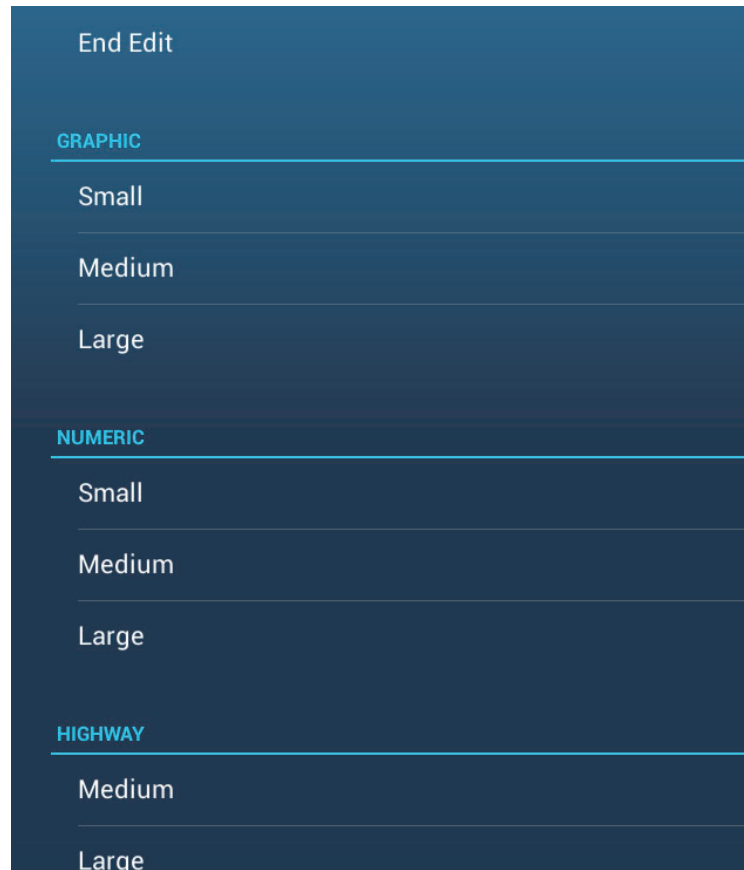 End Edit
GRAPHIC
Small
Medium
Large
NUMERIC
Small
Medium
Large
HIGHWAY
Medium
Large